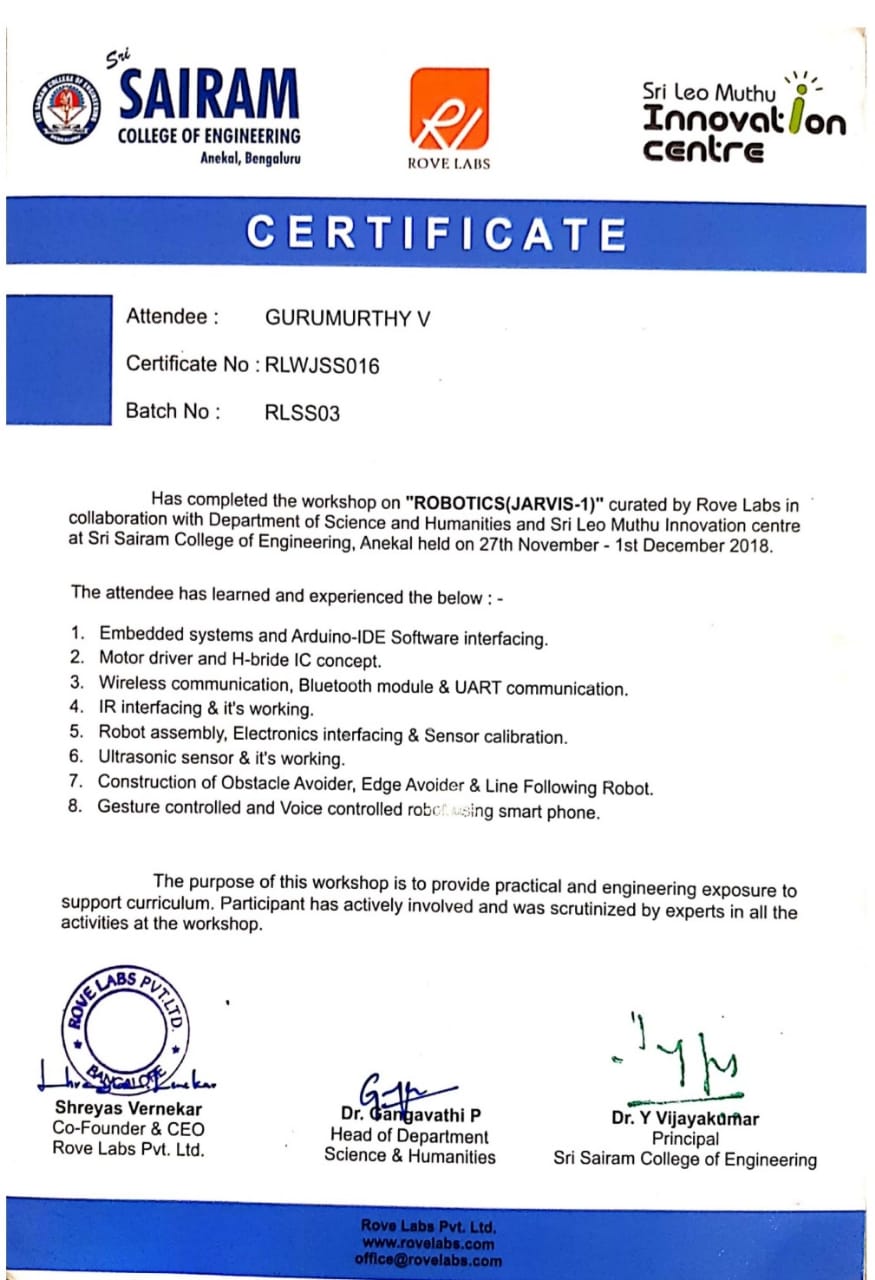 Sri
SAIRAM
COLLEGE OF ENGINEERING
Anekal, Bengaluru
ROVE LABS
Sri Leo Muthu
Innovation
centre
CERTIFICATE
Attendee : GURUMURTHY V
Certificate No : RLWJSS016
Batch No : RLSS03
Has completed the workshop on "ROBOTICS(JARVIS-1)" curated by Rove Labs in
collaboration with Department of Science and Humanities and Sri Leo Muthu Innovation centre
at Sri Sairam College of Engineering, Anekal held on 27th November - 1st December 2018.
The attendee has learned and experienced the below : -
1. Embedded systems and Arduino-IDE Software interfacing.
2. Motor driver and H-bride IC concept.
3. Wireless communication, Bluetooth module & UART communication.
4. IR interfacing & it's working.
5. Robot assembly, Electronics interfacing & Sensor calibration.
6. Ultrasonic sensor & it's working.
7. Construction of Obstacle Avoider, Edge Avoider & Line Following Robot.
8. Gesture controlled and Voice controlled robot using smart phone.
The purpose of this workshop is to provide practical and engineering exposure to
support curriculum. Participant has actively involved and was scrutinized by experts in all the
activities at the workshop.
ROVE LABS PVT.LTD.
BANGALORE
Shreyas Vernekar
Co-Founder & CEO
Rove Labs Pvt. Ltd.
Dr. Gangavathi P
Head of Department
Science & Humanities
Dr. Y Vijayakumar
Principal
Sri Sairam College of Engineering
Rove Labs Pvt. Ltd.
www.rovelabs.com
office@rovelabs.com